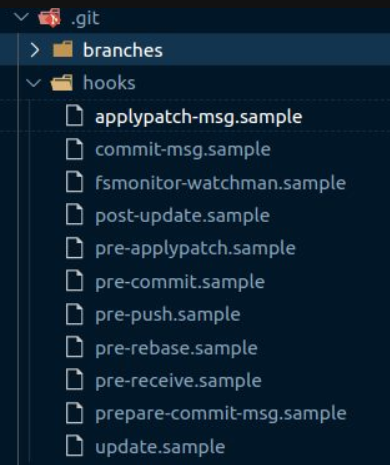 .git
branches
hooks
applypatch-msg.sample
commit-msg.sample
fsmonitor-watchman.sample
post-update.sample
pre-applypatch.sample
pre-commit.sample
pre-push.sample
pre-rebase.sample
pre-receive.sample
prepare-commit-msg.sample
update.sample